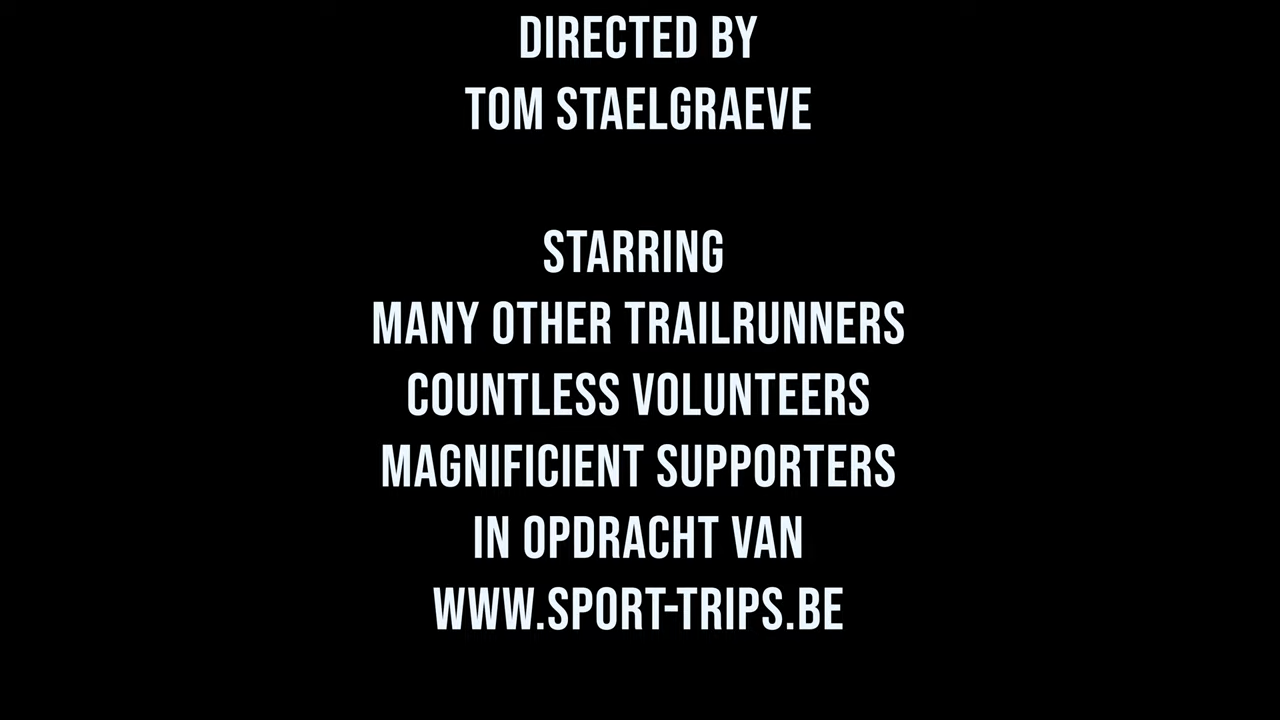 DIRECTED BY
TOM STAELGRAEVE
STARRING
MANY OTHER TRAILRUNNERS
COUNTLESS VOLUNTEERS
MAGNIFICIENT SUPPORTERS
IN OPDRACHT VAN
WWW.SPORT-TRIPS.BE